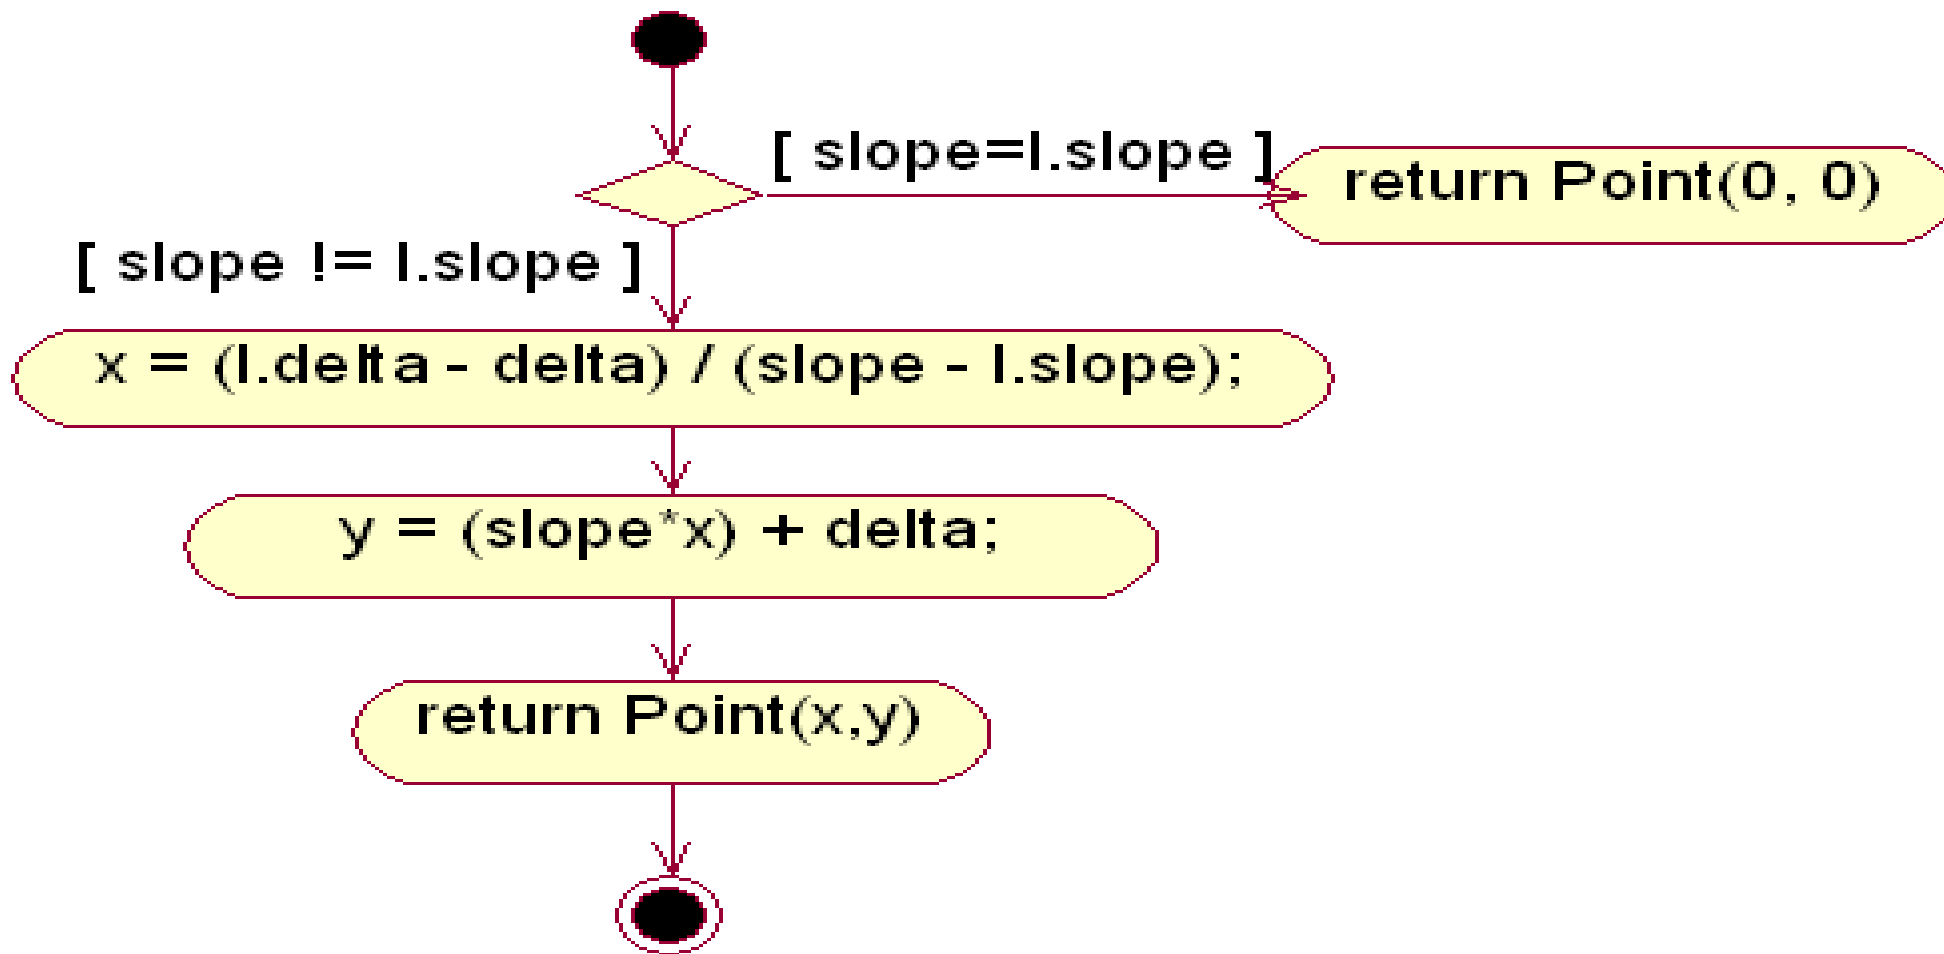 [ slope=l.slope ]
return Point(0, 0)
[ slope != l.slope ]
x = (l.delta - delta) / (slope - l.slope);
y = (slope*x) + delta;
return Point(x,y)